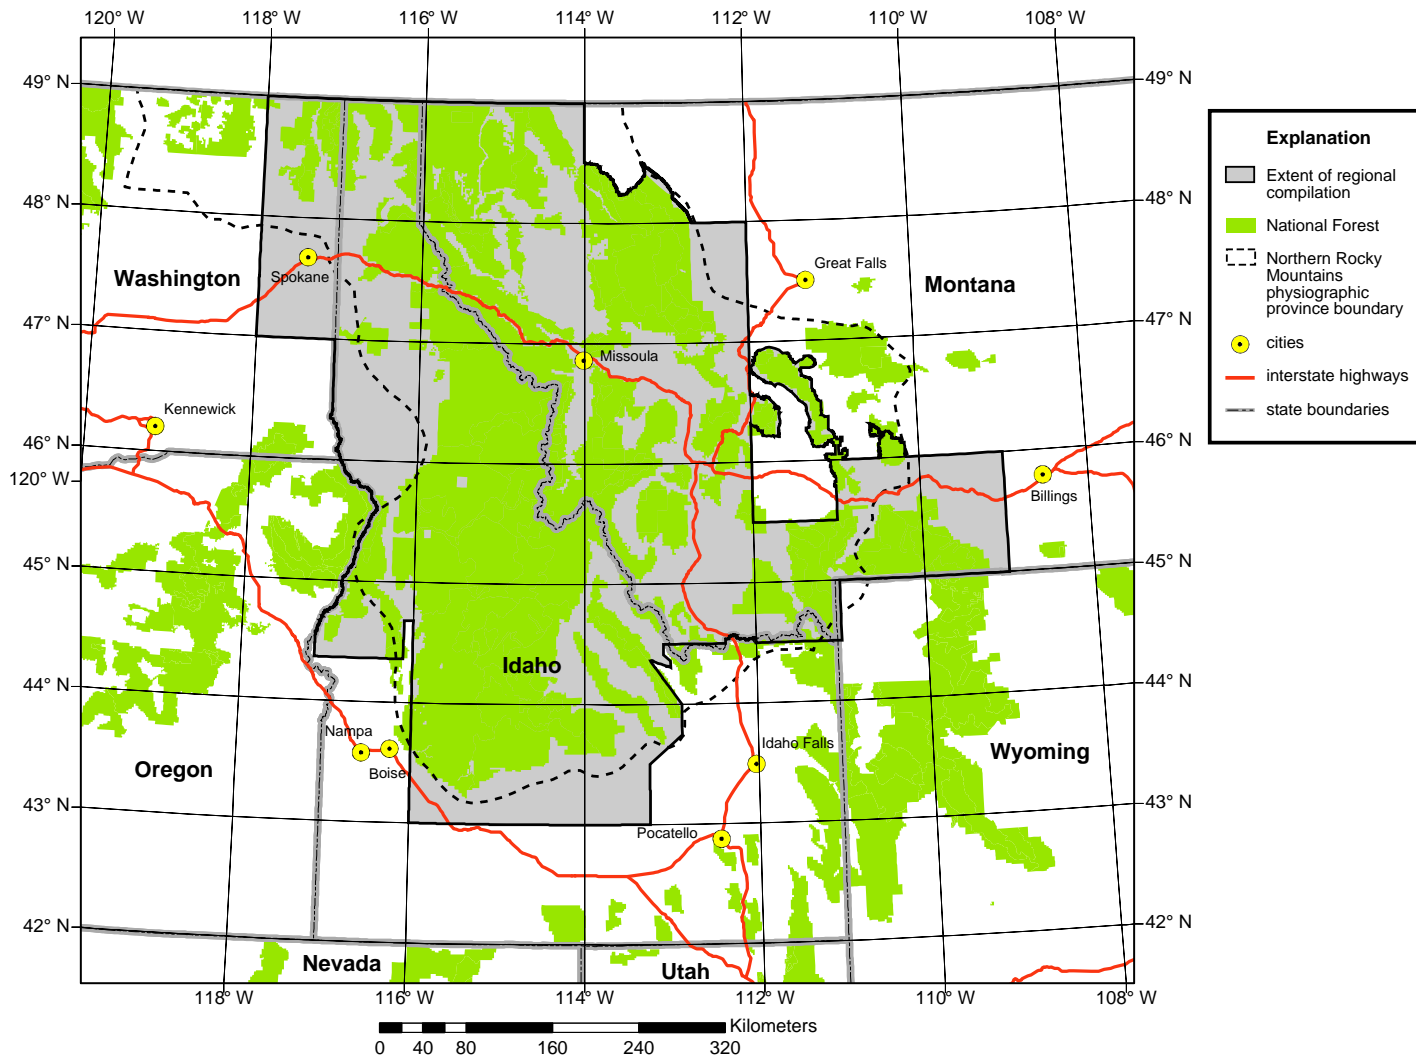 120° W 118° W 116° W 114° W 112° W 110° W 108° W
49° N
48° N
47° N
46° N
120° W
45° N
44° N
43° N
42° N
49° N
48° N
47° N
46° N
45° N
44° N
43° N
42° N
Washington
Spokane
Great Falls
Montana
Missoula
Kennewick
Billings
Idaho
Nampa
Boise
Idaho Falls
Wyoming
Oregon
Pocatello
Nevada
Utah
118° W 116° W 114° W 112° W 110° W 108° W
Kilometers
0 40 80 160 240 320
Explanation
Extent of regional
compilation
National Forest
Northern Rocky
Mountains
physiographic
province boundary
cities
interstate highways
state boundaries